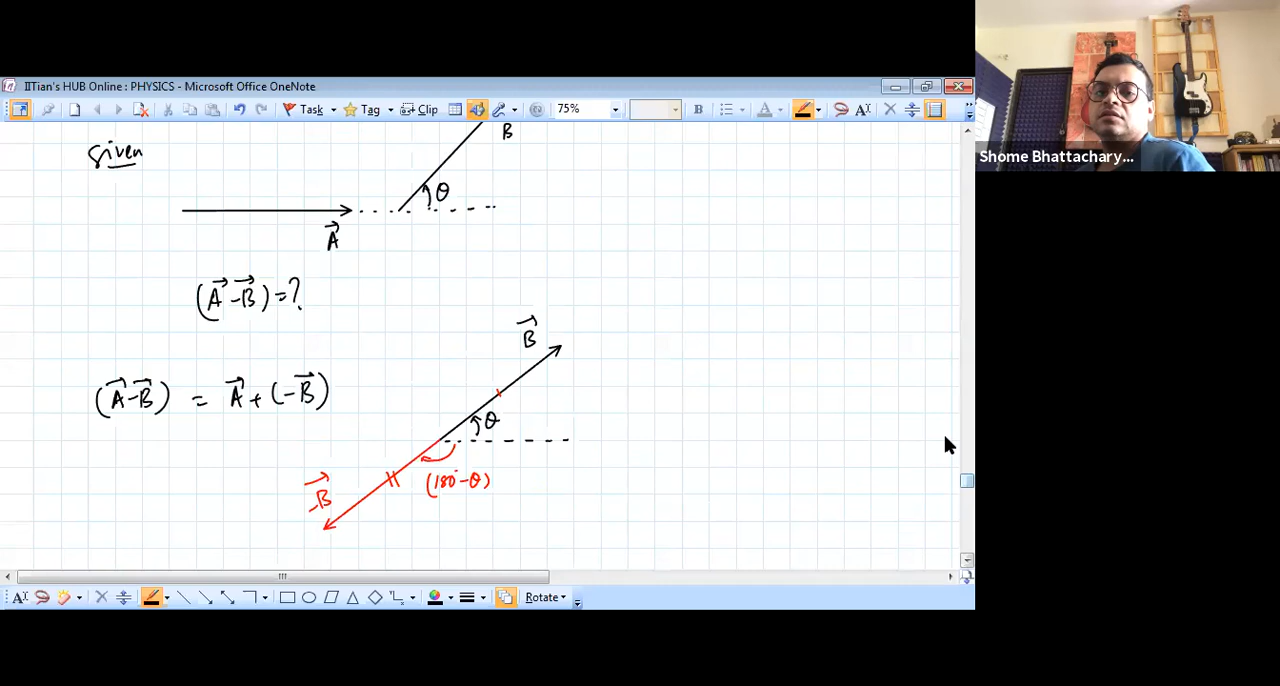 IITian's HUB Online : PHYSICS - Microsoft Office OneNote
Task Tag Clip 75% B A A
Shome Bhattachary...
given
B
θ
A⃗
(A⃗ - B⃗) = ?
B⃗
(A⃗ - B⃗) = A⃗ + (-B⃗)
θ
(180° - θ)
-B⃗
A Rotate